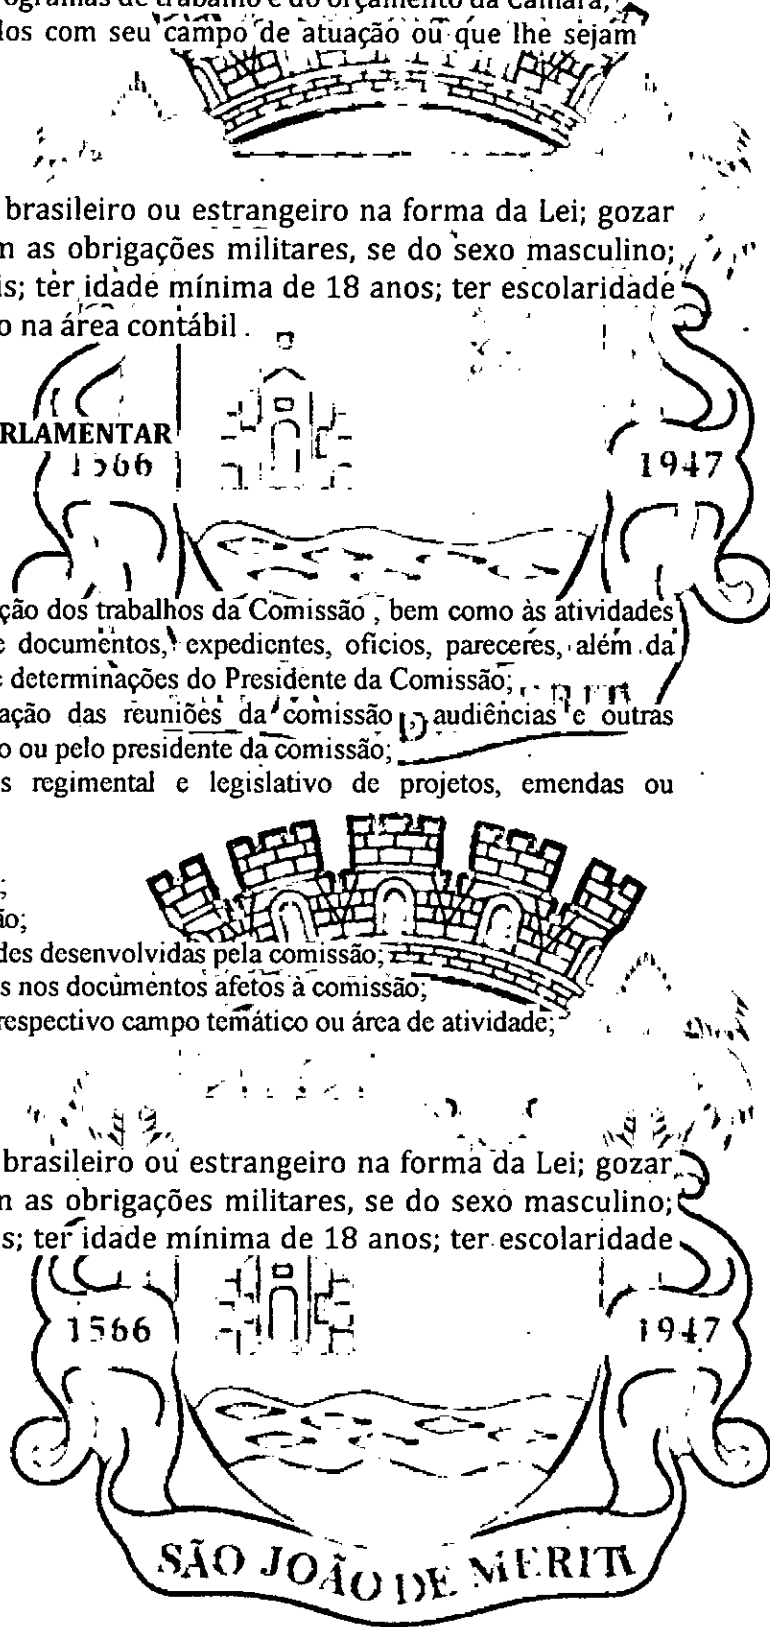 ogramas de trabalho e do orçamento da Câmara;
los com seu campo de atuação ou que lhe sejam
brasileiro ou estrangeiro na forma da Lei; gozar
as obrigações militares, se do sexo masculino;
s; ter idade mínima de 18 anos; ter escolaridade
o na área contábil.
RLAMENTAR
1566
1947
ção dos trabalhos da Comissão, bem como às atividades
e documentos, expedientes, ofícios, pareceres, além da
e determinações do Presidente da Comissão;
ação das reuniões da comissão, audiências e outras
o ou pelo presidente da comissão;
s regimental e legislativo de projetos, emendas ou
;
ão;
des desenvolvidas pela comissão;
s nos documentos afetos à comissão;
respectivo campo temático ou área de atividade;
brasileiro ou estrangeiro na forma da Lei; gozar
as obrigações militares, se do sexo masculino;
s; ter idade mínima de 18 anos; ter escolaridade
1566
1947
SÃO JOÃO DE MERITI